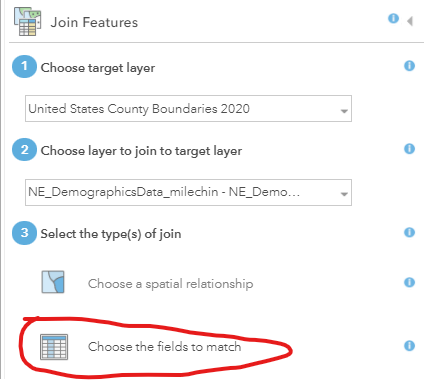 Join Features
1 Choose target layer
United States County Boundaries 2020
2 Choose layer to join to target layer
NE_DemographicsData_milechin - NE_Demo...
3 Select the type(s) of join
Choose a spatial relationship
Choose the fields to match